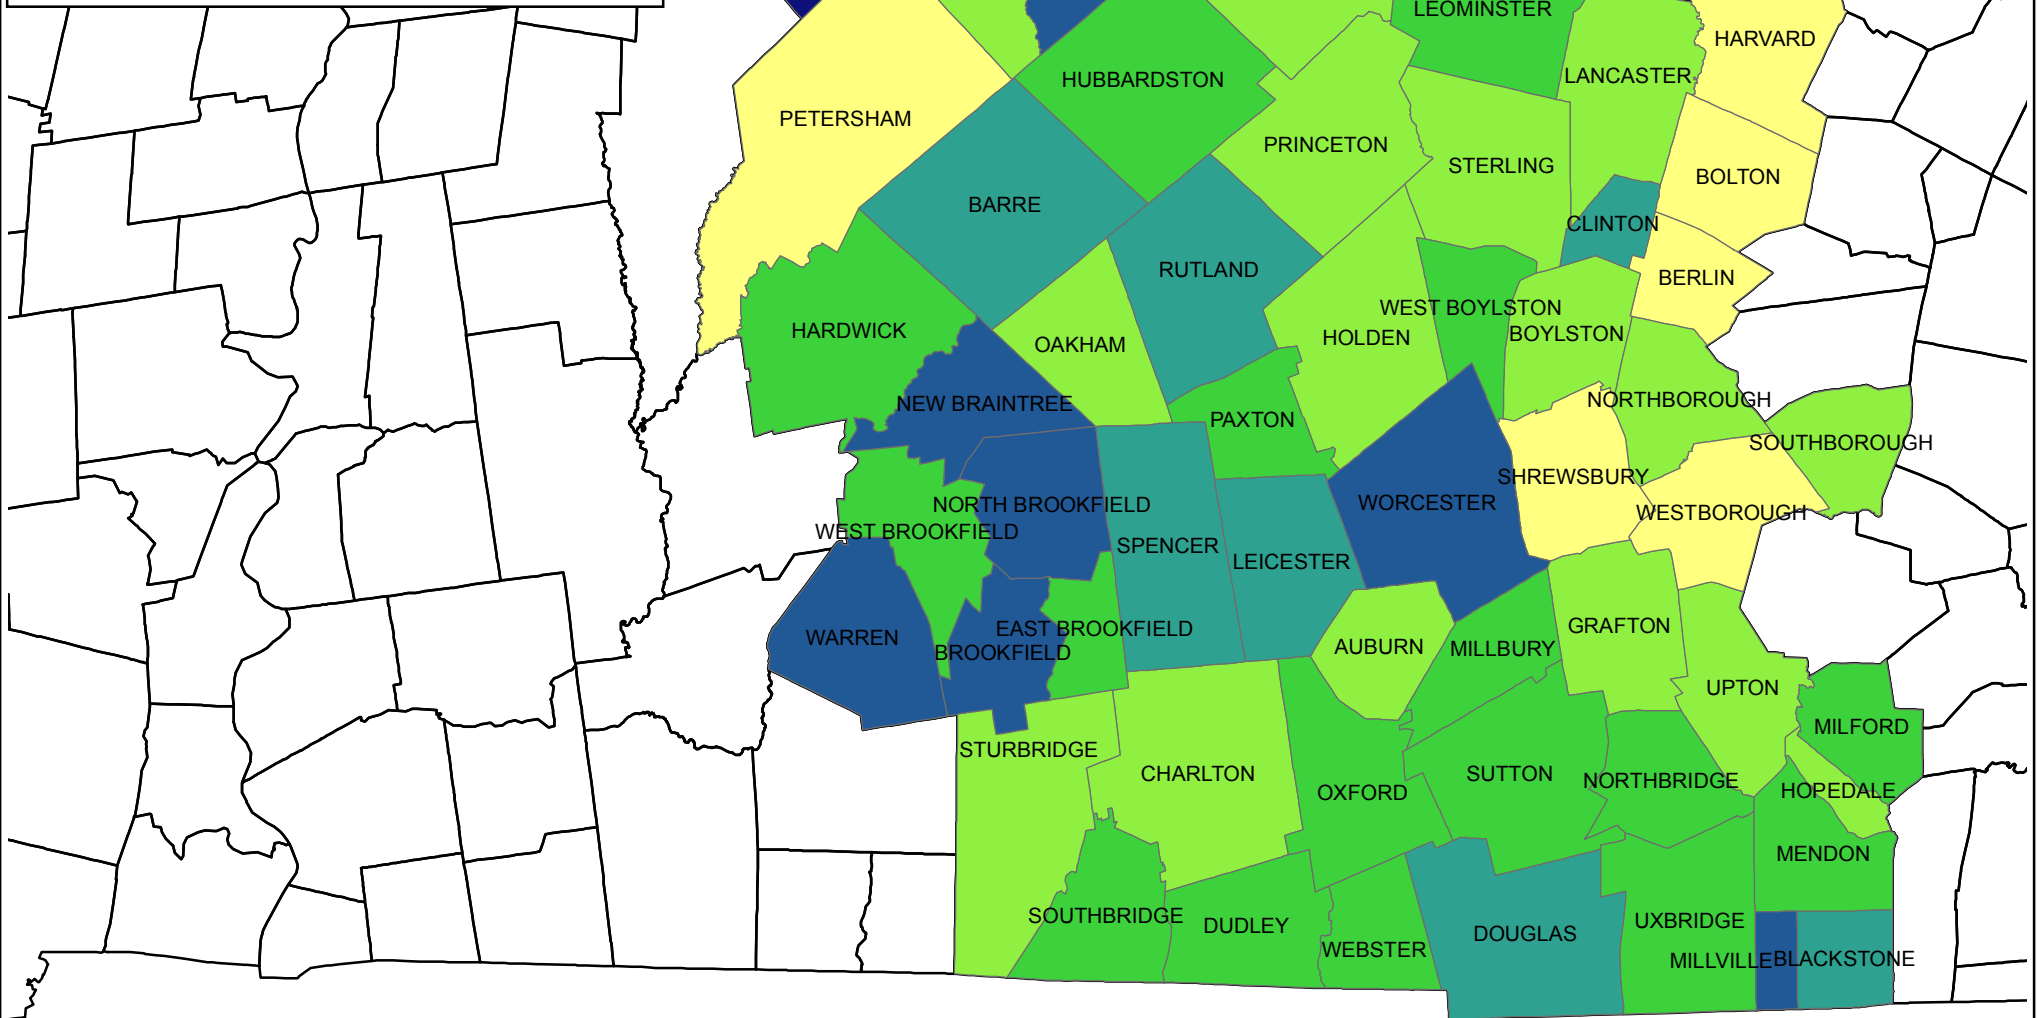 LEOMINSTER
HARVARD
HUBBARDSTON
LANCASTER
PETERSHAM
PRINCETON
STERLING
BOLTON
BARRE
CLINTON
RUTLAND
BERLIN
WEST BOYLSTON
HARDWICK
BOYLSTON
HOLDEN
OAKHAM
NORTHBOROUGH
NEW BRAINTREE
PAXTON
SOUTHBOROUGH
SHREWSBURY
WORCESTER
NORTH BROOKFIELD
WESTBOROUGH
WEST BROOKFIELD
SPENCER
LEICESTER
GRAFTON
EAST BROOKFIELD
WARREN
AUBURN
MILLBURY
BROOKFIELD
UPTON
MILFORD
STURBRIDGE
CHARLTON
SUTTON
NORTHBRIDGE
HOPEDALE
OXFORD
MENDON
SOUTHBRIDGE
UXBRIDGE
DUDLEY
DOUGLAS
WEBSTER
MILLVILLE
BLACKSTONE